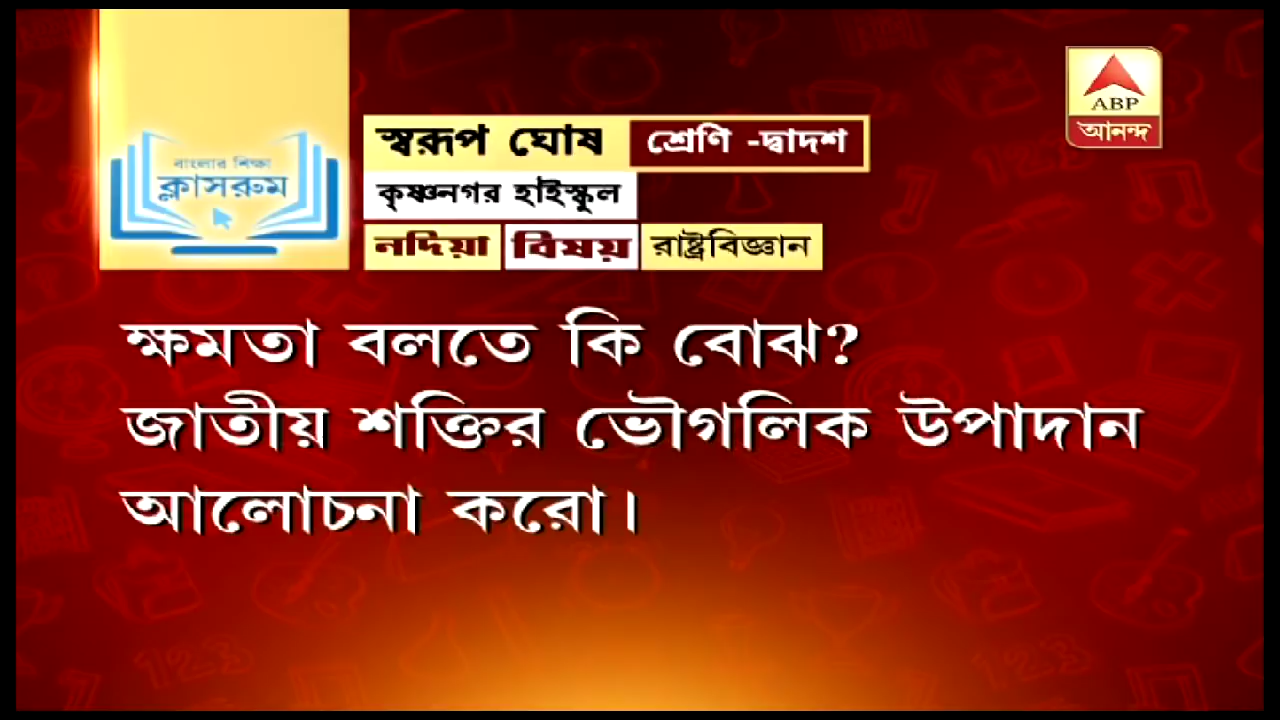 ABP
আনন্দ
স্বরূপ ঘোষ শ্রেণি -দ্বাদশ
বাংলার শিক্ষা
ক্লাসরুম
কৃষ্ণনগর হাইস্কুল
নদিয়া বিষয় রাষ্ট্রবিজ্ঞান
ক্ষমতা বলতে কি বোঝ?
জাতীয় শক্তির ভৌগলিক উপাদান
আলোচনা করো।